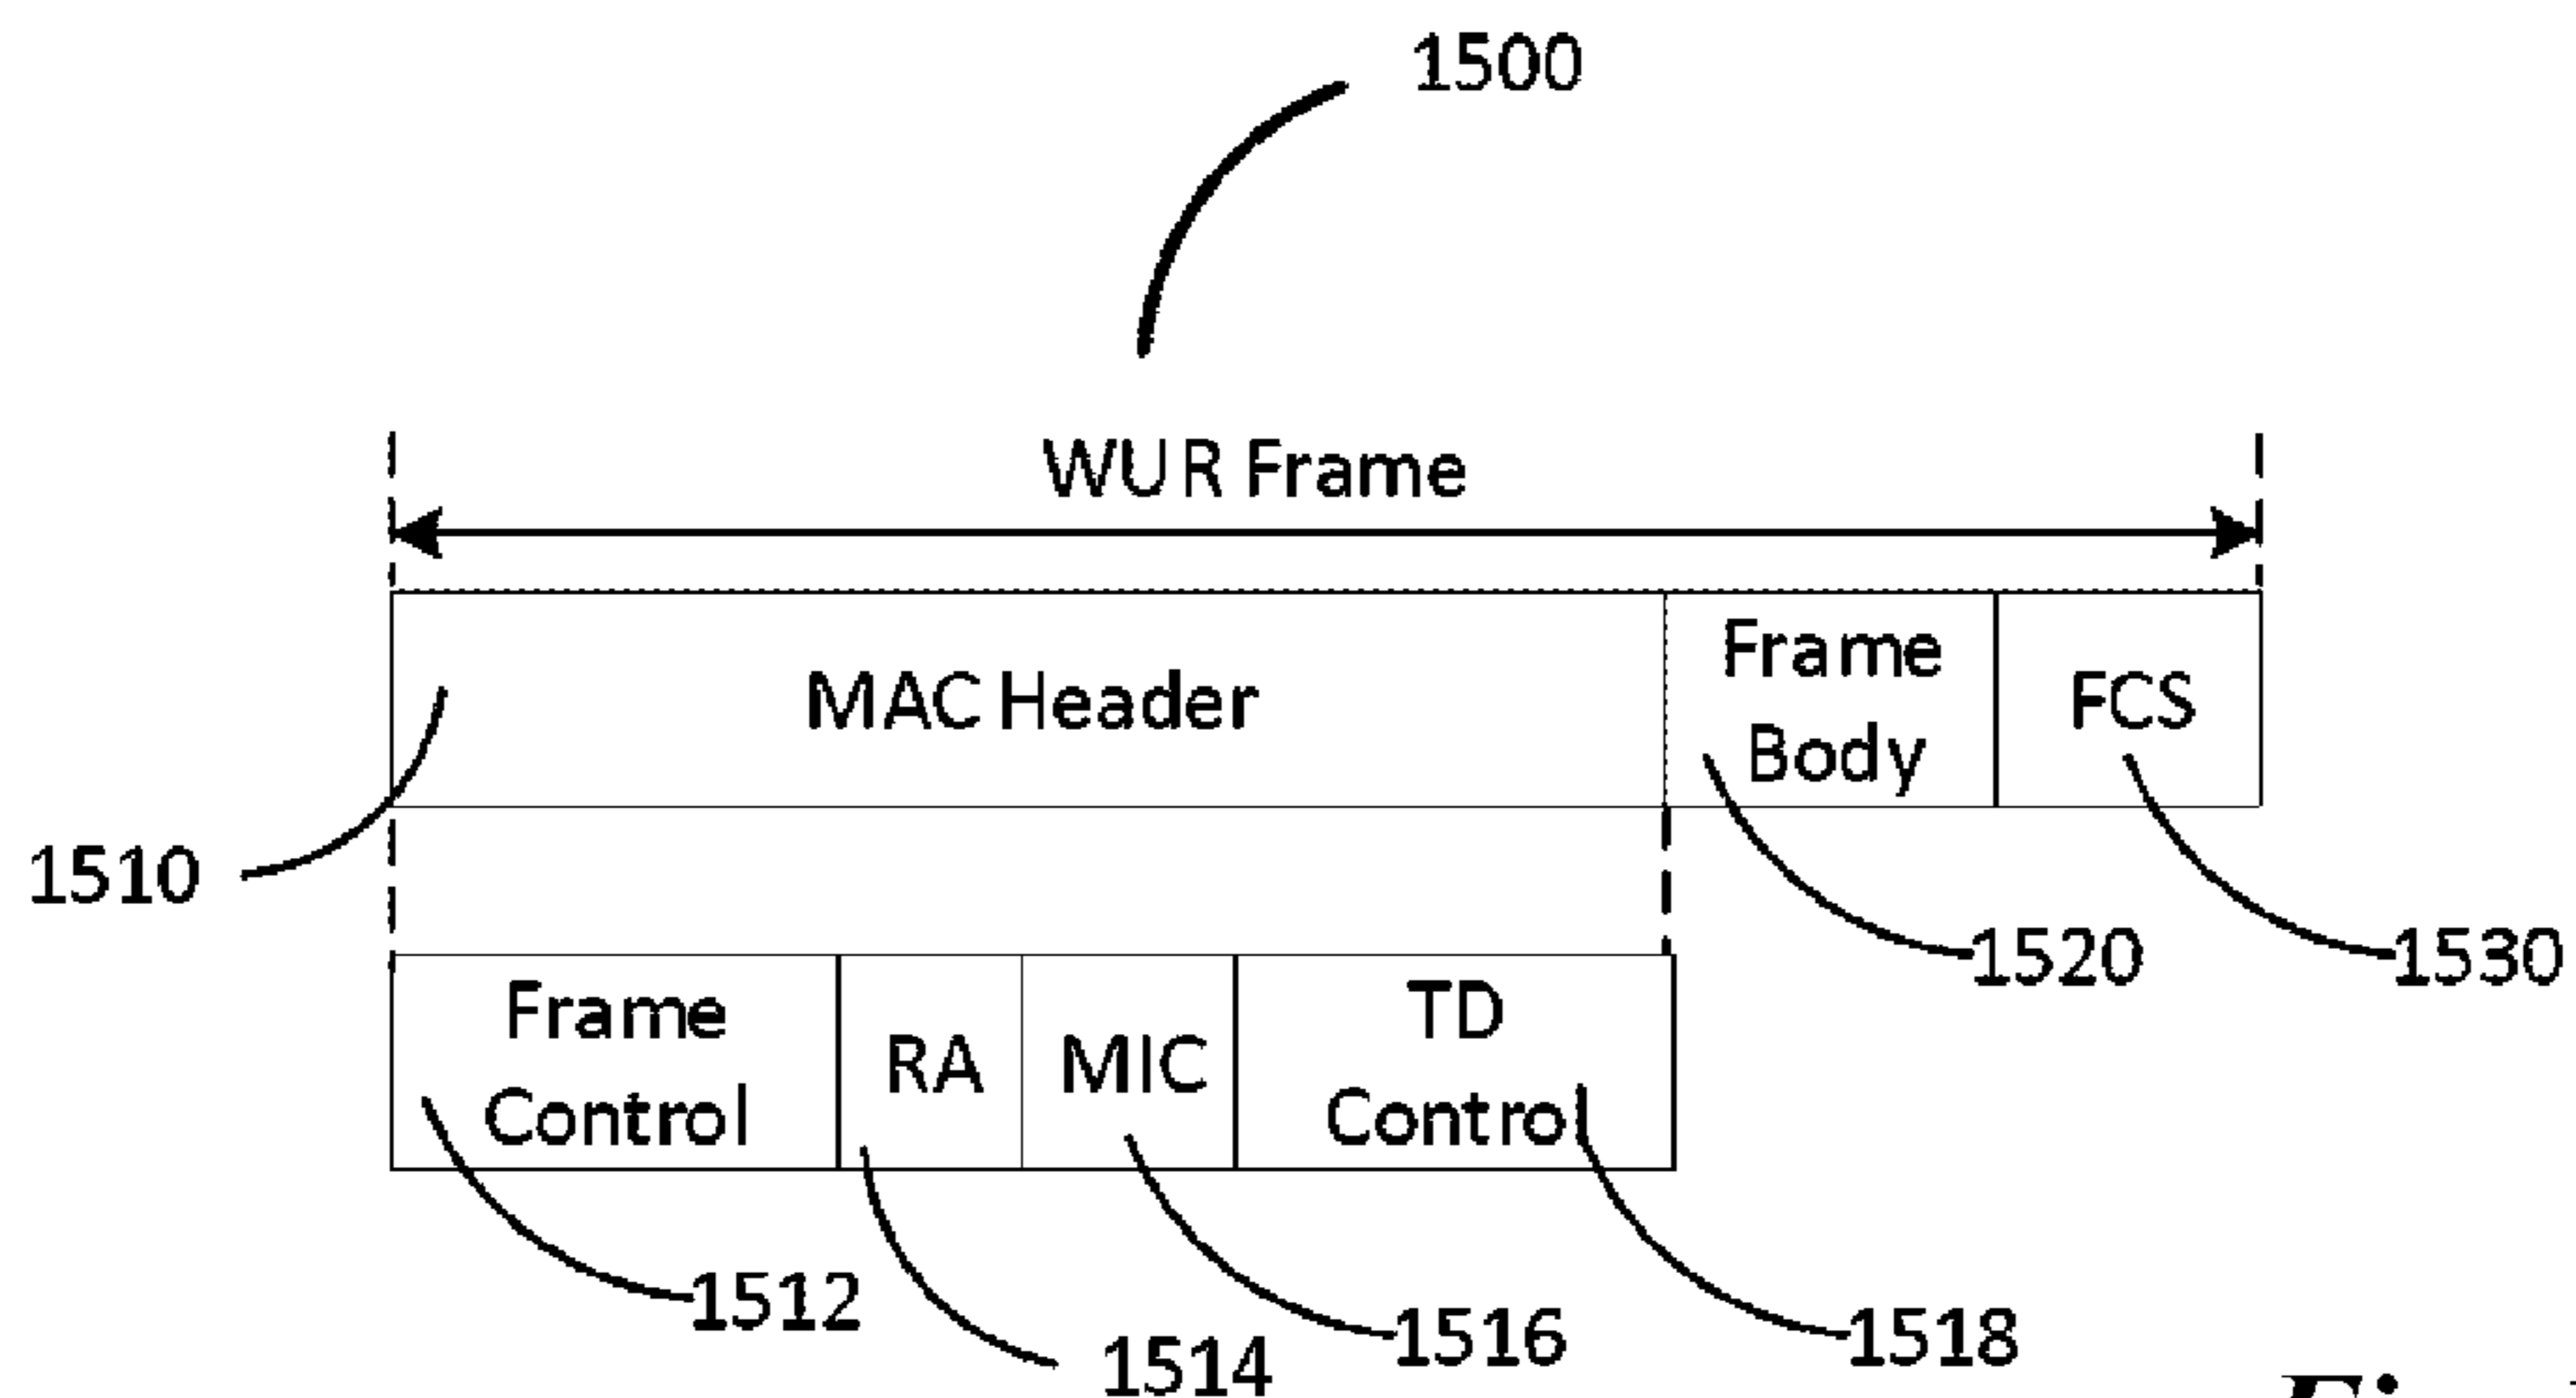 1500
WUR Frame
MAC Header
Frame
Body
FCS
1510
1520
1530
Frame
Control
RA
MIC
TD
Control
1512
1514
1516
1518